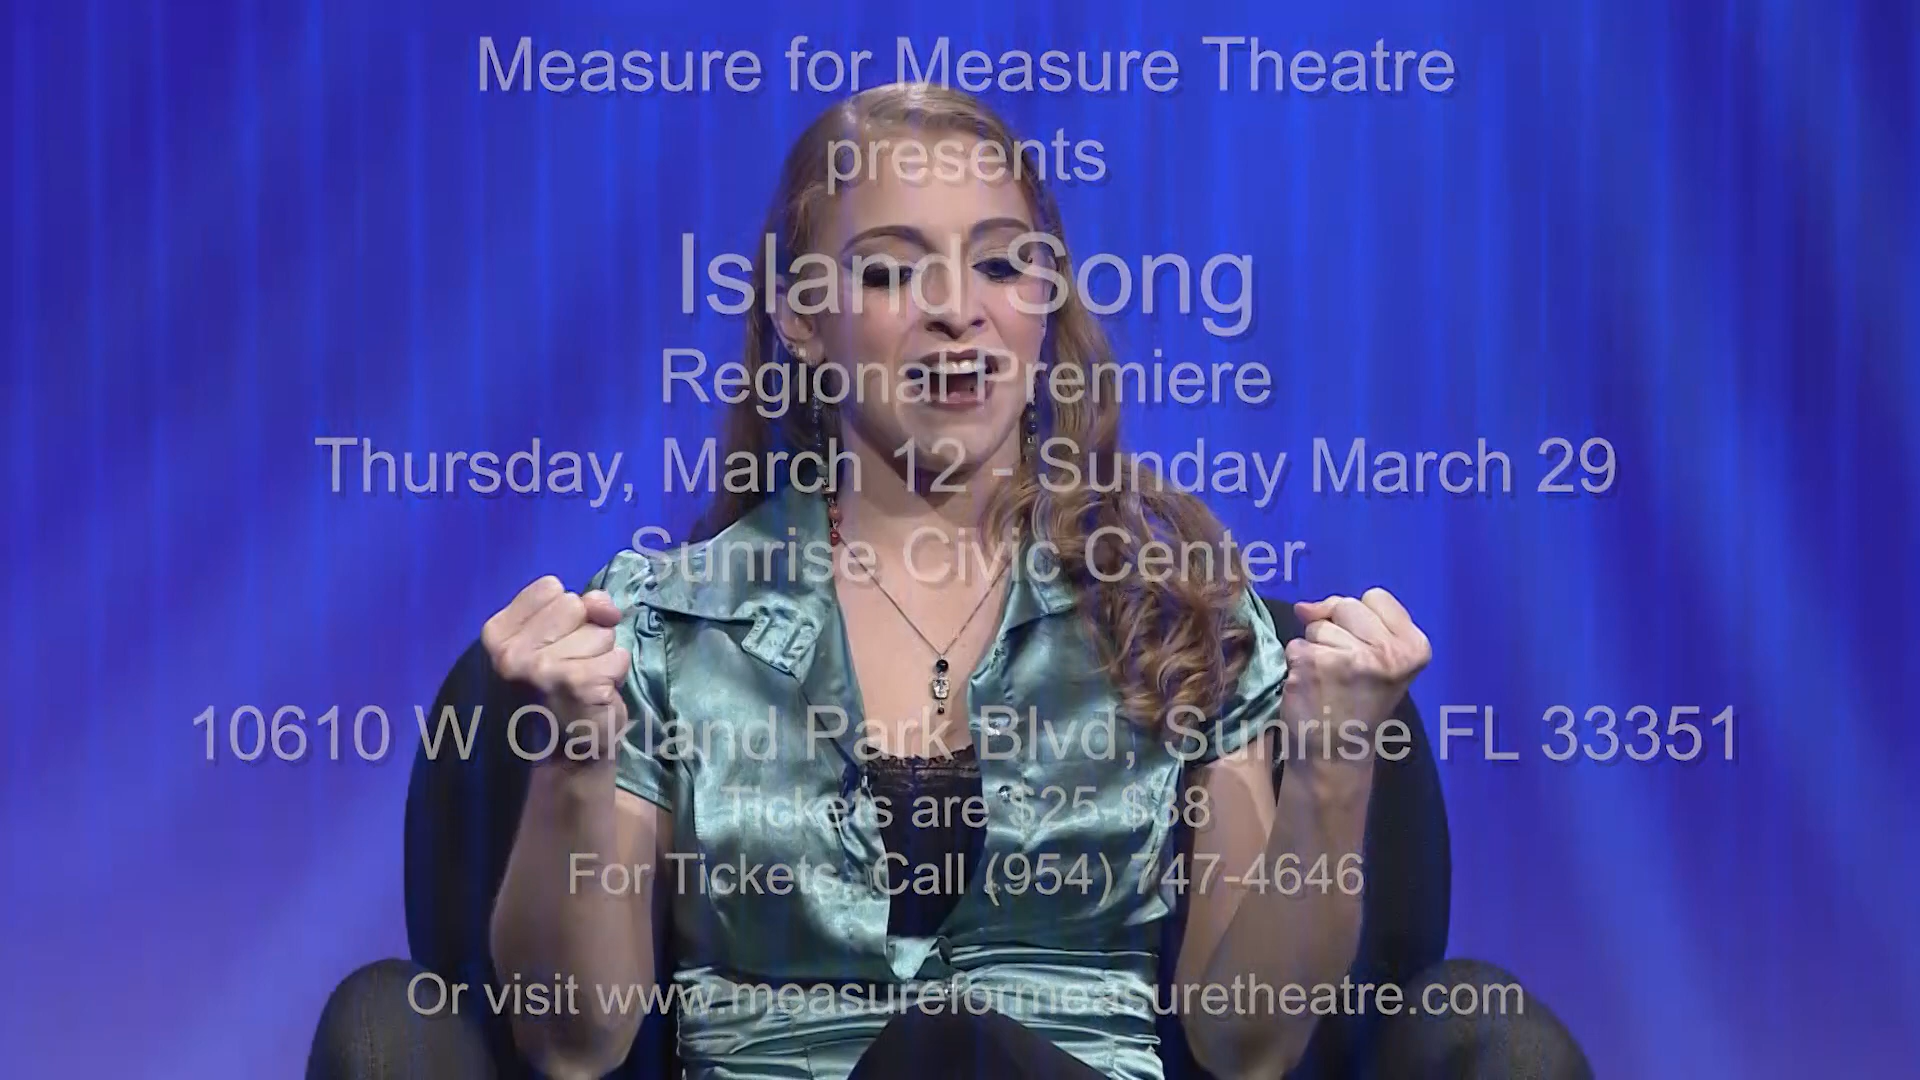 Measure for Measure Theatre
presents
Island Song
Regional Premiere
Thursday, March 12 - Sunday March 29
Sunrise Civic Center
10610 W Oakland Park Blvd, Sunrise FL 33351
Tickets are $25-$38
For Tickets, Call (954) 747-4646
Or visit www.measureformeasuretheatre.com